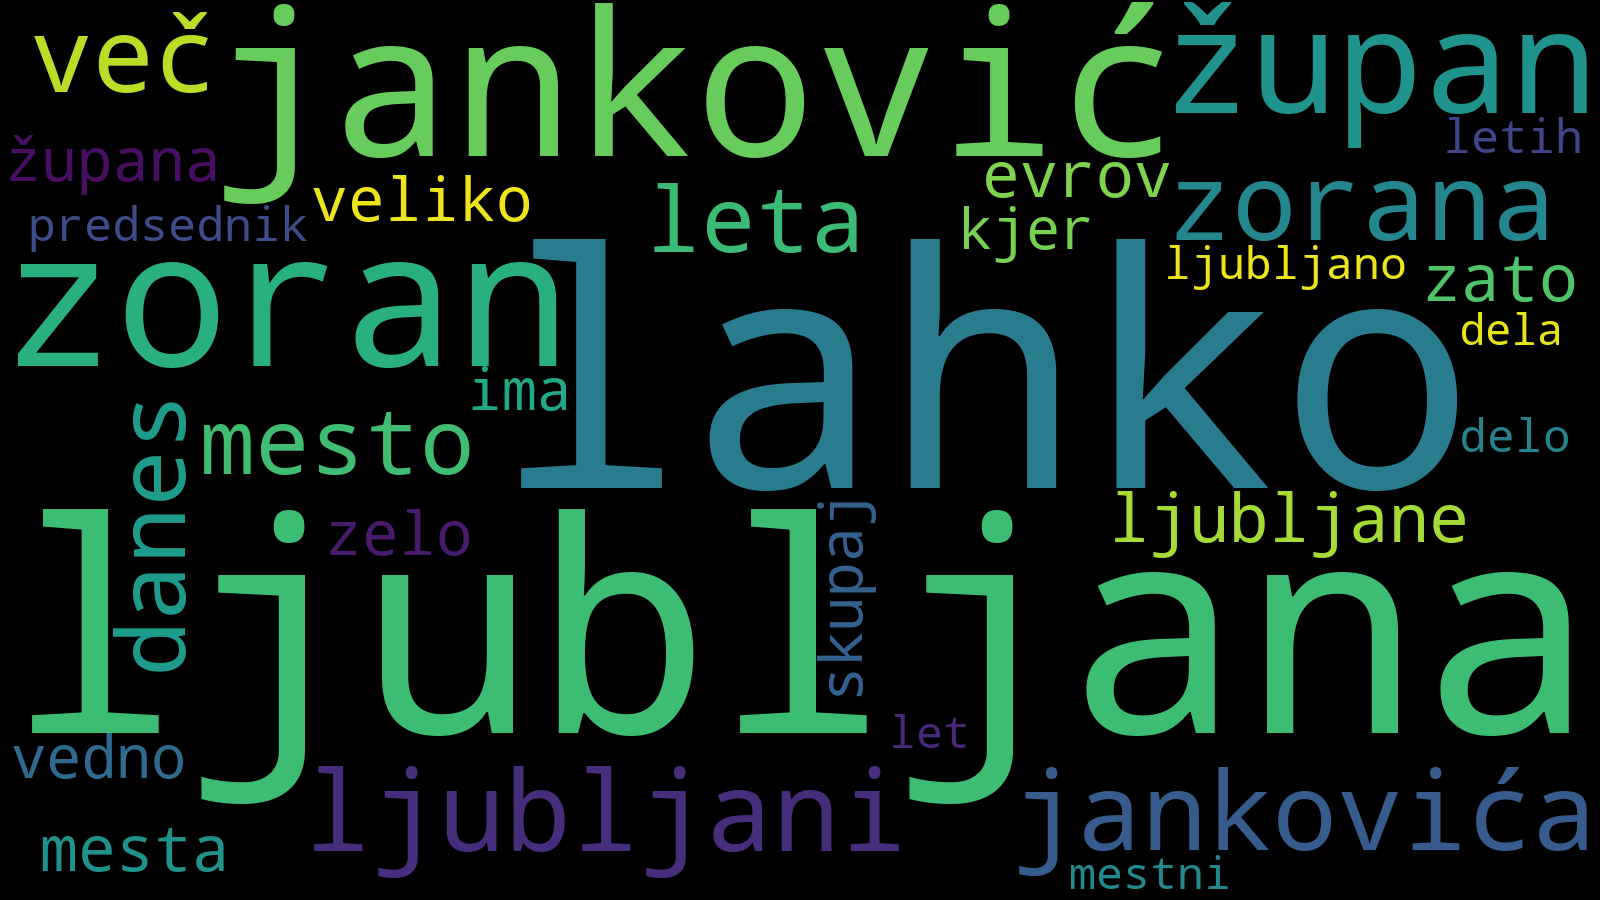 več
janković
župan
župana
letih
evrov
veliko
leta
zorana
predsednik
kjer
zoran
ljubljano
zato
lahko
dela
ima
danes
mesto
delo
zelo
skupaj
ljubljane
ljubljana
let
vedno
ljubljani
jankovića
mesta
mestni